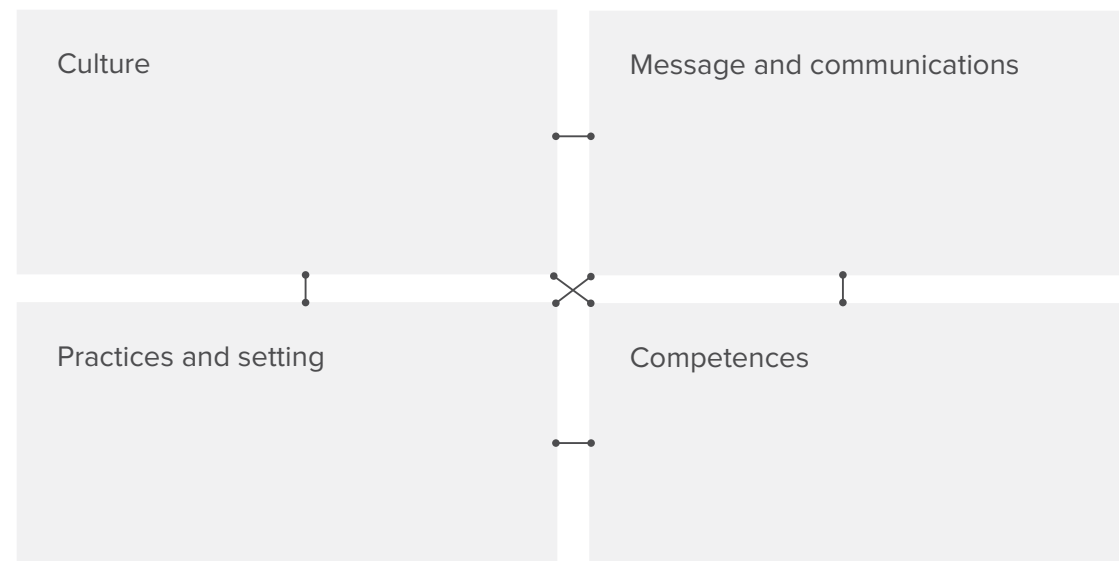 Culture
Message and communications
Practices and setting
Competences